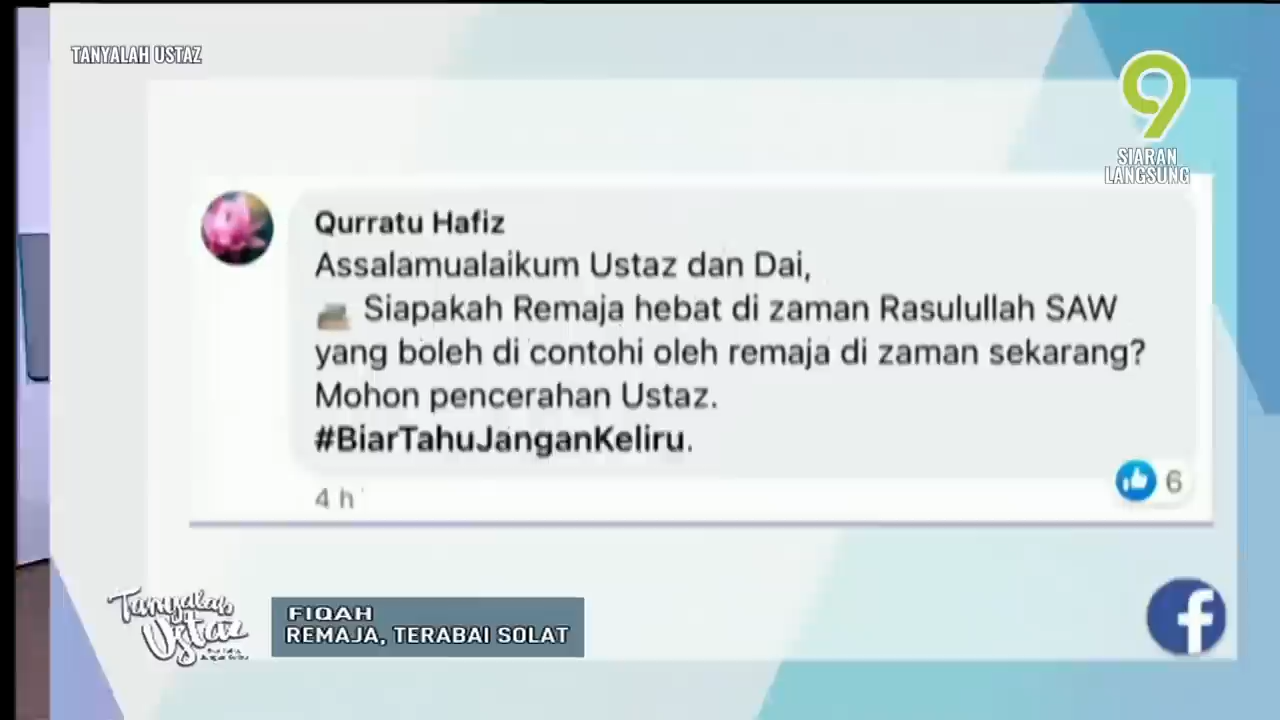 TANYALAH USTAZ
9
SIARAN
LANGSUNG
Qurratu Hafiz
Assalamualaikum Ustaz dan Dai,
Siapakah Remaja hebat di zaman Rasulullah SAW
yang boleh di contohi oleh remaja di zaman sekarang?
Mohon pencerahan Ustaz.
#BiarTahuJanganKeliru.
4 h
6
Tanyalah
Ustaz
FIQAH
REMAJA, TERABAI SOLAT
f